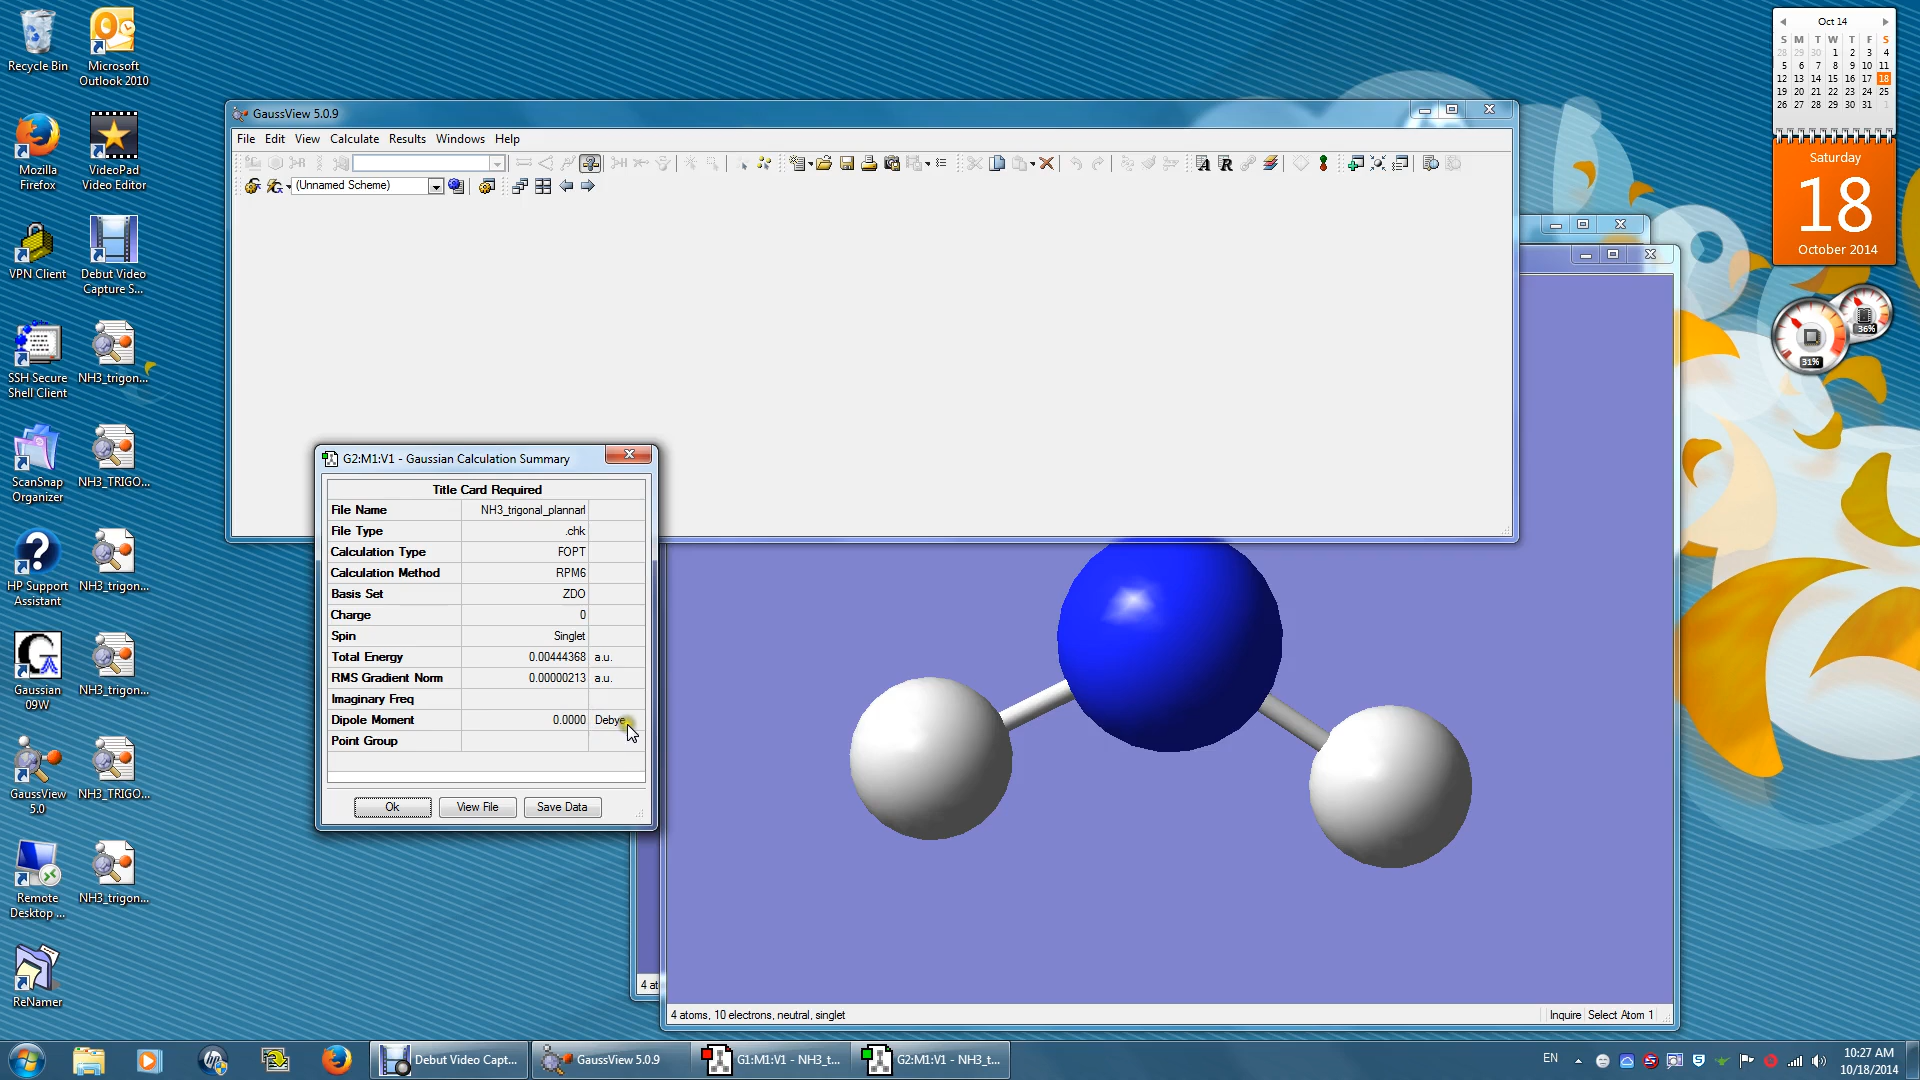 Recycle Bin
Microsoft
Outlook 2010
Mozilla
Firefox
VideoPad
Video Editor
VPN Client
Debut Video
Capture S...
SSH Secure
Shell Client
NH3_trigon...
ScanSnap
Organizer
NH3_TRIGO...
HP Support
Assistant
NH3_trigon...
Gaussian
09W
NH3_trigon...
GaussView
5.0
NH3_TRIGO...
Remote
Desktop ...
NH3_trigon...
ReNamer
GaussView 5.0.9
File Edit View Calculate Results Windows Help
(Unnamed Scheme)
G2:M1:V1 - Gaussian Calculation Summary
Title Card Required
File Name NH3_trigonal_plannarl
File Type .chk
Calculation Type FOPT
Calculation Method RPM6
Basis Set ZDO
Charge 0
Spin Singlet
Total Energy 0.00444368 a.u.
RMS Gradient Norm 0.00000213 a.u.
Imaginary Freq
Dipole Moment 0.0000 Debye
Point Group
Ok View File Save Data
4 at
4 atoms, 10 electrons, neutral, singlet
Inquire Select Atom 1
Oct 14
S M T W T F S
28 29 30 1 2 3 4
5 6 7 8 9 10 11
12 13 14 15 16 17 18
19 20 21 22 23 24 25
26 27 28 29 30 31 1
Saturday
18
October 2014
36%
31%
Debut Video Capt...
GaussView 5.0.9
G1:M1:V1 - NH3_t...
G2:M1:V1 - NH3_t...
EN
10:27 AM
10/18/2014